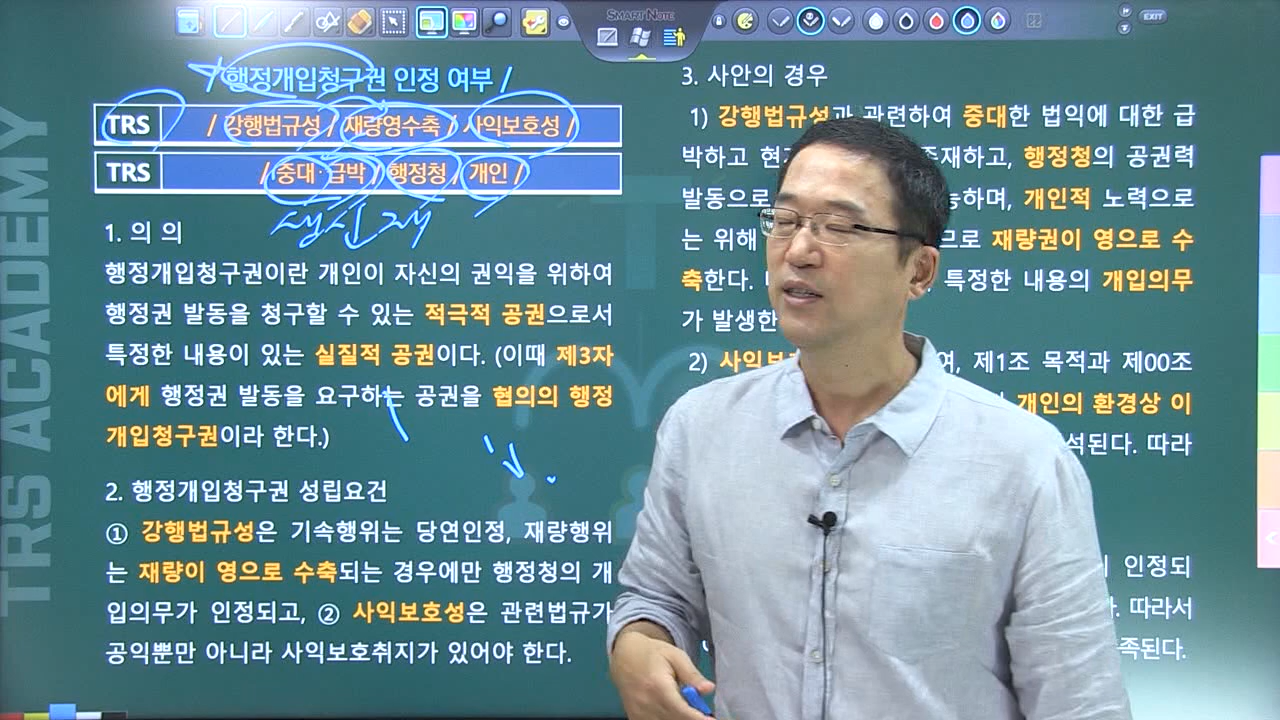 SMARTNOTE
EXIT
TRS ACADEMY
/ 행정개입청구권 인정 여부 /
TRS / 강행법규성 / 재량영수축 / 사익보호성 /
TRS / 중대·급박 / 행정청 / 개인 /
생신재
1. 의 의
행정개입청구권이란 개인이 자신의 권익을 위하여
행정권 발동을 청구할 수 있는 적극적 공권으로서
특정한 내용이 있는 실질적 공권이다. (이때 제3자
에게 행정권 발동을 요구하는 공권을 협의의 행정
개입청구권이라 한다.)
2. 행정개입청구권 성립요건
① 강행법규성은 기속행위는 당연인정, 재량행위
는 재량이 영으로 수축되는 경우에만 행정청의 개
입의무가 인정되고, ② 사익보호성은 관련법규가
공익뿐만 아니라 사익보호취지가 있어야 한다.
3. 사안의 경우
1) 강행법규성과 관련하여 중대한 법익에 대한 급
박하고 존재하고, 행정청의 공권력
발동으로 개인적 노력으로
는 위해 재량권이 영으로 수
축한다. 특정한 내용의 개입의무
가 발생한
2) 제1조 목적과 제00조
개인의 환경상 이
따라
인정되
따라서
족된다.